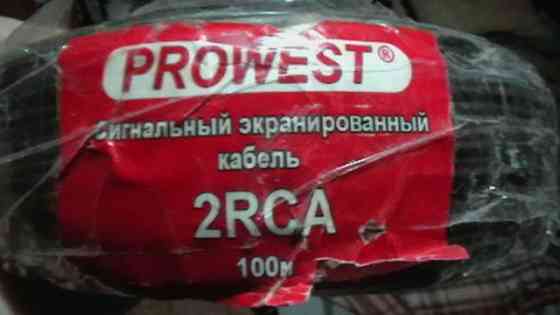 PROWEST®
Сигнальный экранированный
кабель
2RCA
100м